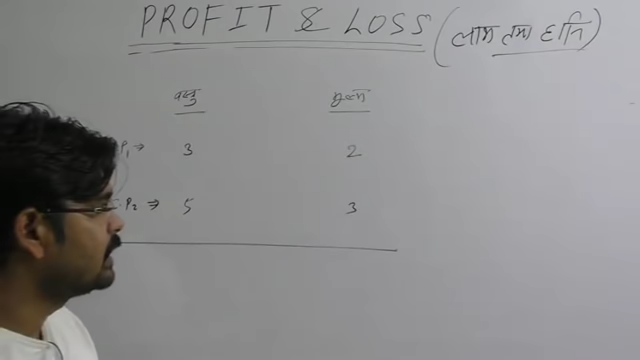 PROFIT & LOSS (लाभ तथा हानि)
वस्तु मूल्य
P₁ → 3 2
P₂ ⇒ 5 3